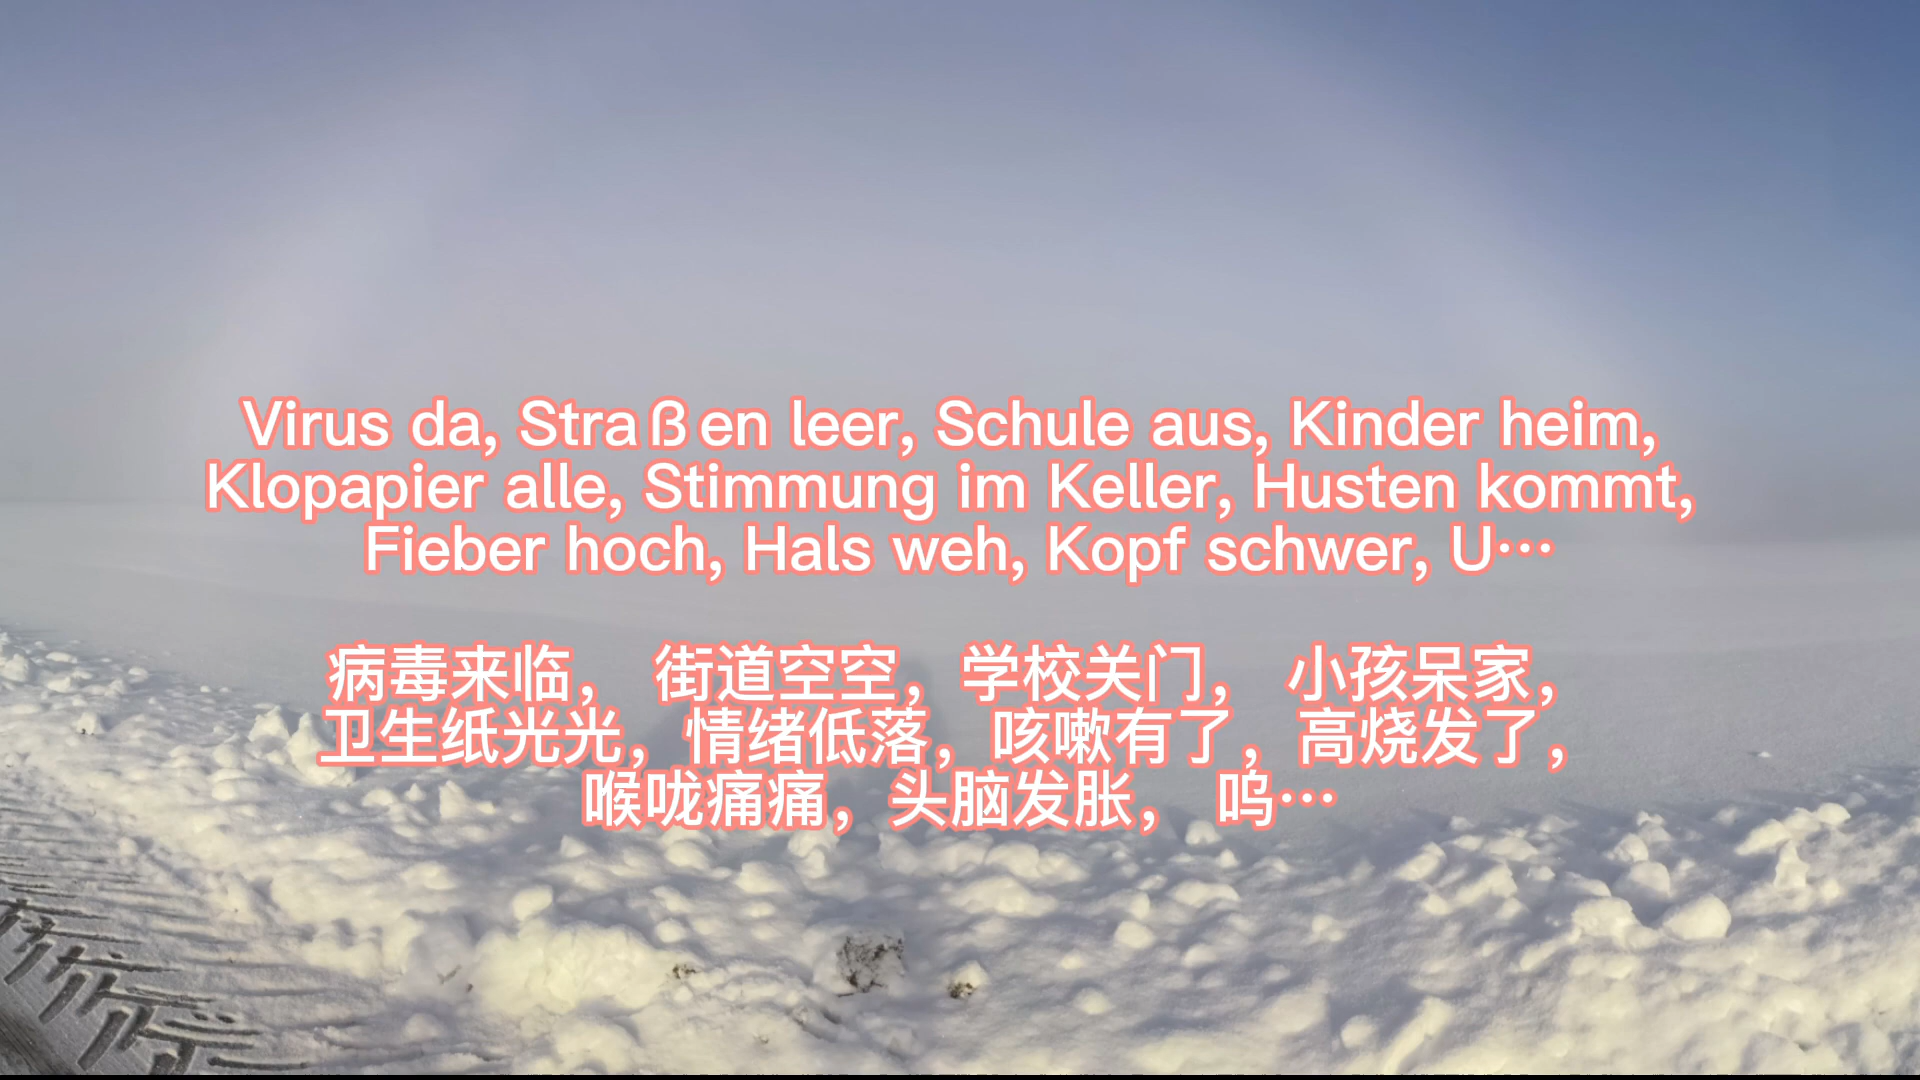 Virus da, Straßen leer, Schule aus, Kinder heim,
Klopapier alle, Stimmung im Keller, Husten kommt,
Fieber hoch, Hals weh, Kopf schwer, U…
病毒来临， 街道空空，学校关门， 小孩呆家，
卫生纸光光，情绪低落，咳嗽有了，高烧发了，
喉咙痛痛，头脑发胀， 呜…